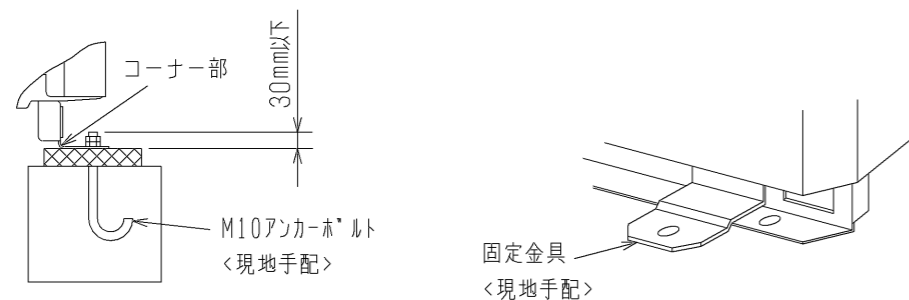 コーナー部
30mm以下
M10アンカーボルト
<現地手配>
固定金具
<現地手配>